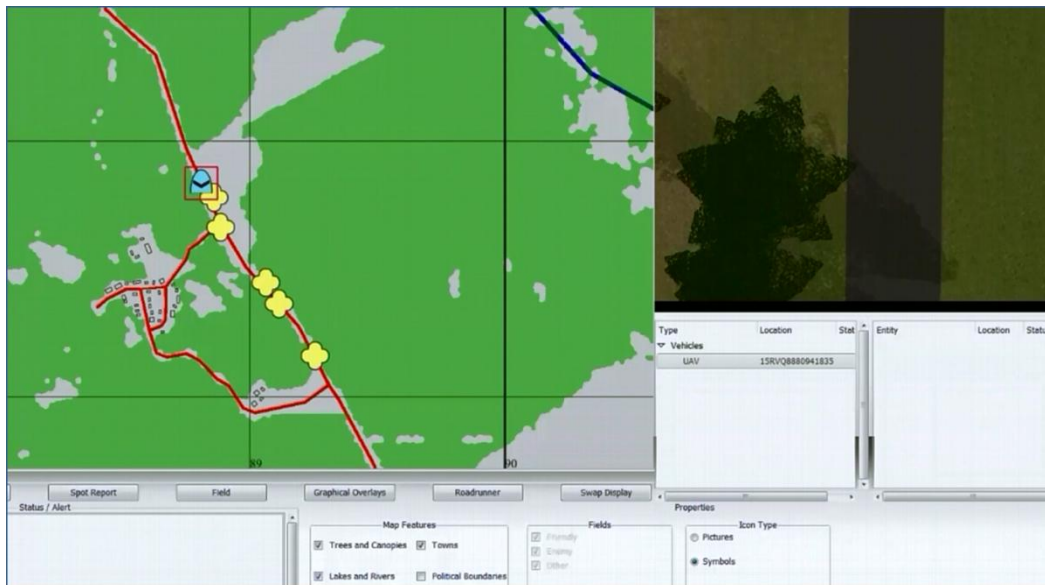 89
90
Type Location Stat
Vehicles
UAV 15RVQ8880941835
Entity Location Statu
Spot Report
Field
Graphical Overlays
Roadrunner
Swap Display
Status / Alert
Properties
Map Features
Trees and Canopies Towns
Lakes and Rivers Political Boundaries
Fields
Friendly
Enemy
Other
Icon Type
Pictures
Symbols